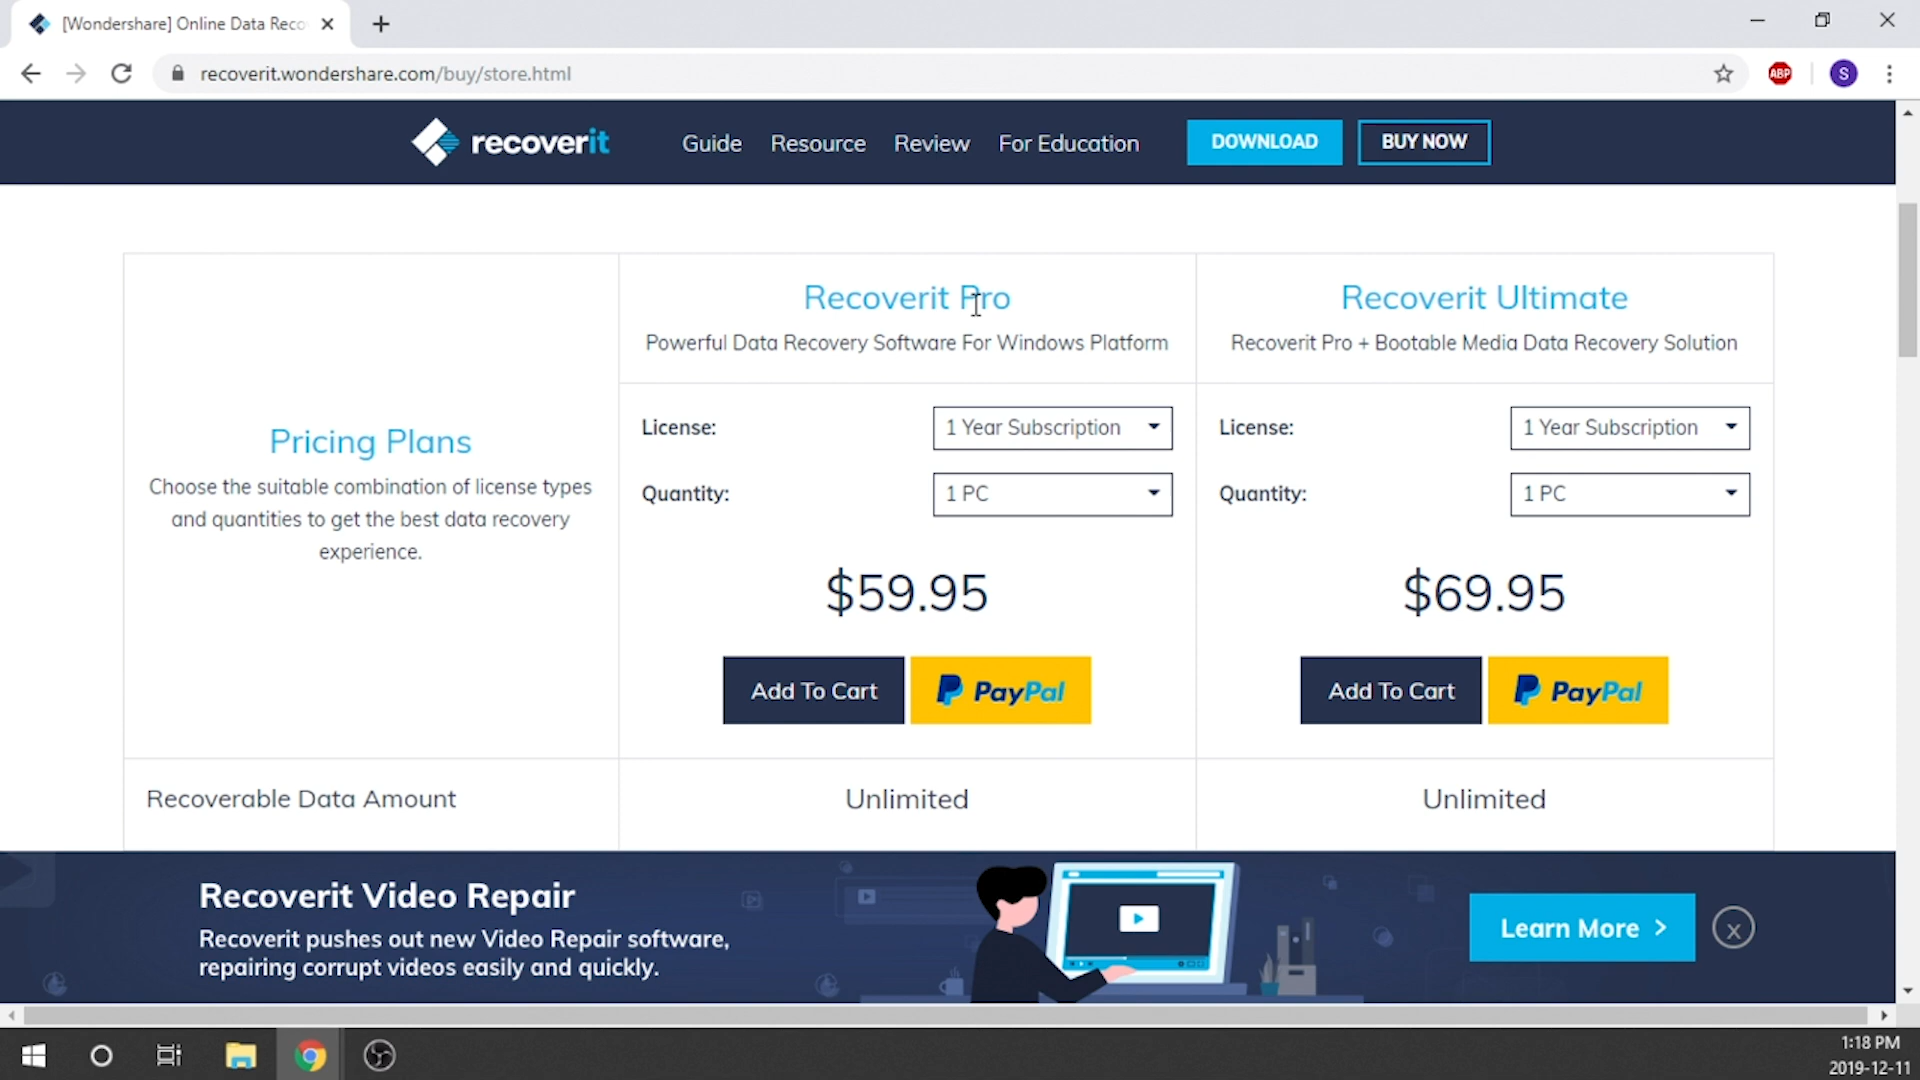 [Wondershare] Online Data Reco
recoverit.wondershare.com/buy/store.html
ABP
S
recoverit
Guide
Resource
Review
For Education
DOWNLOAD
BUY NOW
Pricing Plans
Choose the suitable combination of license types
and quantities to get the best data recovery
experience.
Recoverit Pro
Powerful Data Recovery Software For Windows Platform
License:
1 Year Subscription
Quantity:
1 PC
$59.95
Add To Cart
PayPal
Recoverit Ultimate
Recoverit Pro + Bootable Media Data Recovery Solution
License:
1 Year Subscription
Quantity:
1 PC
$69.95
Add To Cart
PayPal
Recoverable Data Amount
Unlimited
Unlimited
Recoverit Video Repair
Recoverit pushes out new Video Repair software,
repairing corrupt videos easily and quickly.
Learn More >
x
1:18 PM
2019-12-11